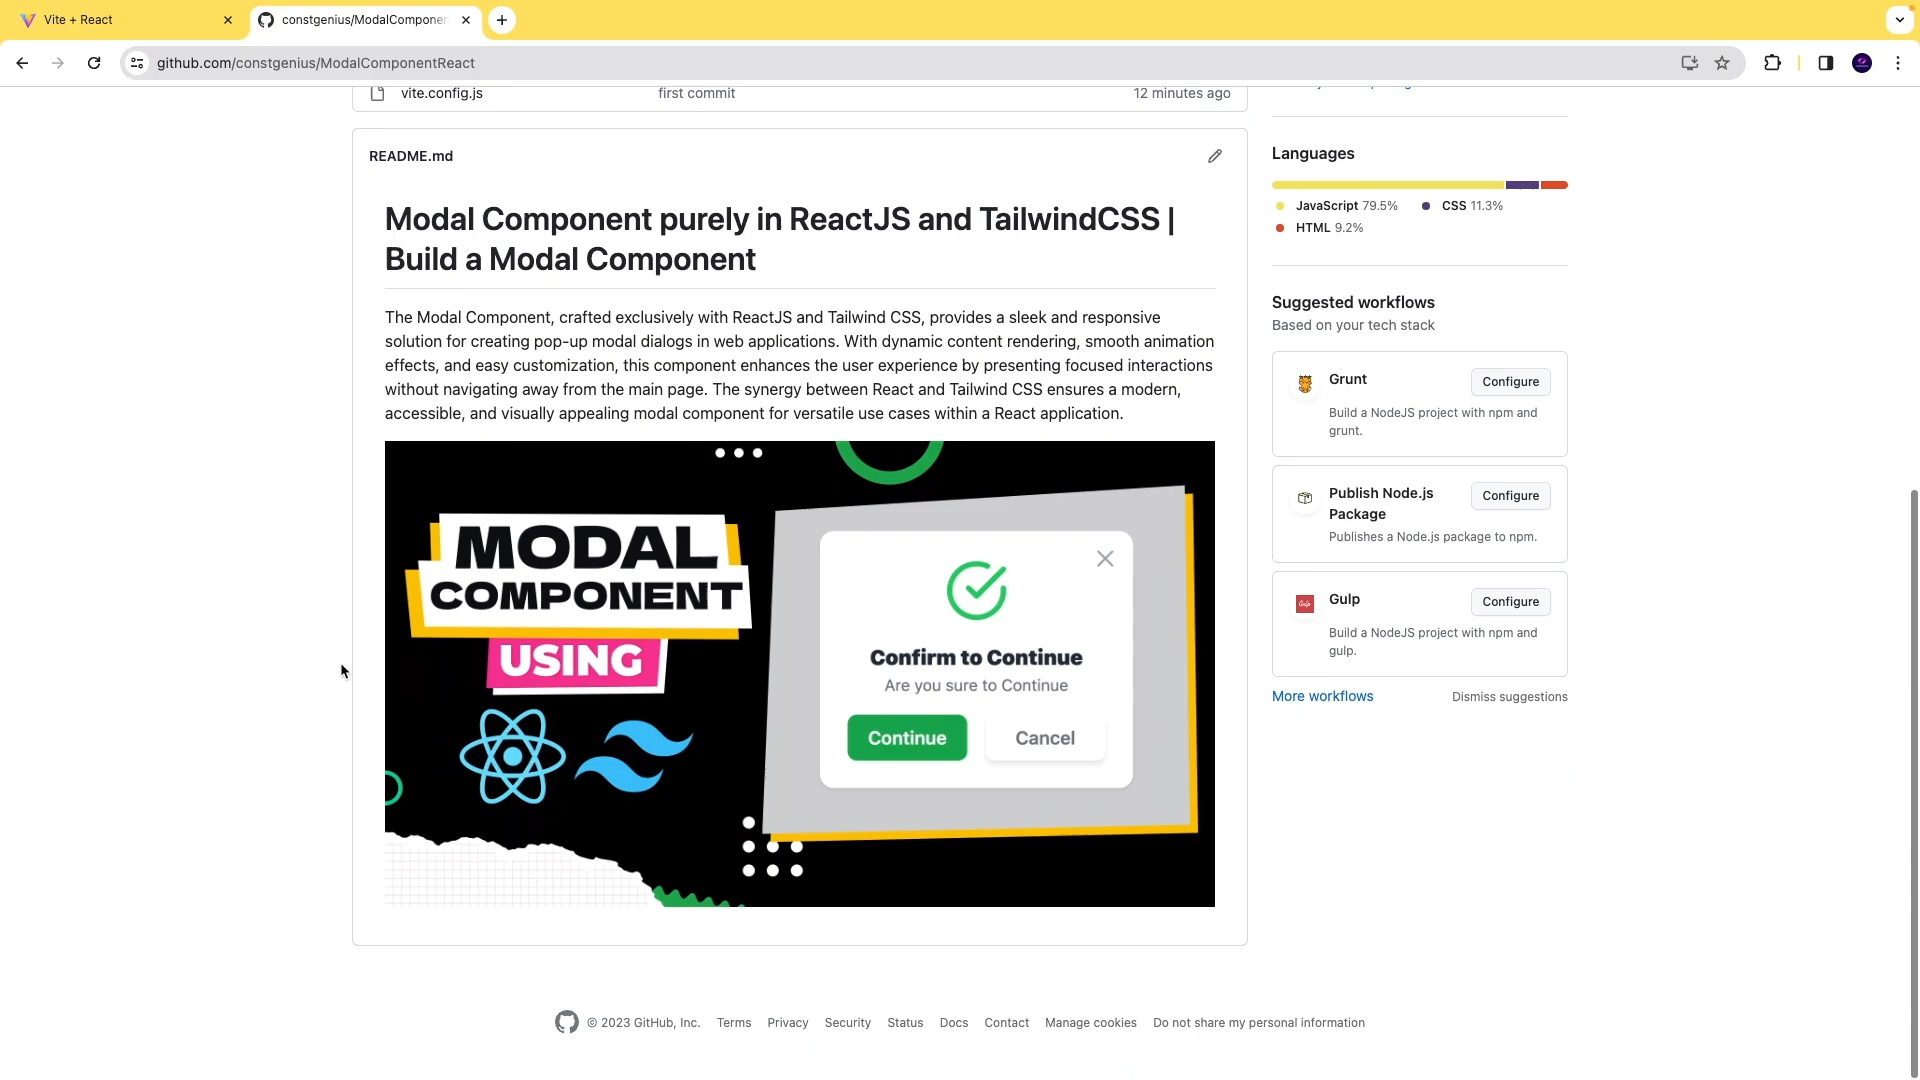 Vite + React
constgenius/ModalComponen
github.com/constgenius/ModalComponentReact
vite.config.js first commit 12 minutes ago
README.md
Modal Component purely in ReactJS and TailwindCSS |
Build a Modal Component
The Modal Component, crafted exclusively with ReactJS and Tailwind CSS, provides a sleek and responsive
solution for creating pop-up modal dialogs in web applications. With dynamic content rendering, smooth animation
effects, and easy customization, this component enhances the user experience by presenting focused interactions
without navigating away from the main page. The synergy between React and Tailwind CSS ensures a modern,
accessible, and visually appealing modal component for versatile use cases within a React application.
MODAL
COMPONENT
USING
Confirm to Continue
Are you sure to Continue
Continue Cancel
Languages
JavaScript 79.5% CSS 11.3%
HTML 9.2%
Suggested workflows
Based on your tech stack
Grunt Configure
Build a NodeJS project with npm and
grunt.
Publish Node.js
Package
Configure
Publishes a Node.js package to npm.
Gulp
Gulp Configure
Build a NodeJS project with npm and
gulp.
More workflows Dismiss suggestions
© 2023 GitHub, Inc. Terms Privacy Security Status Docs Contact Manage cookies Do not share my personal information